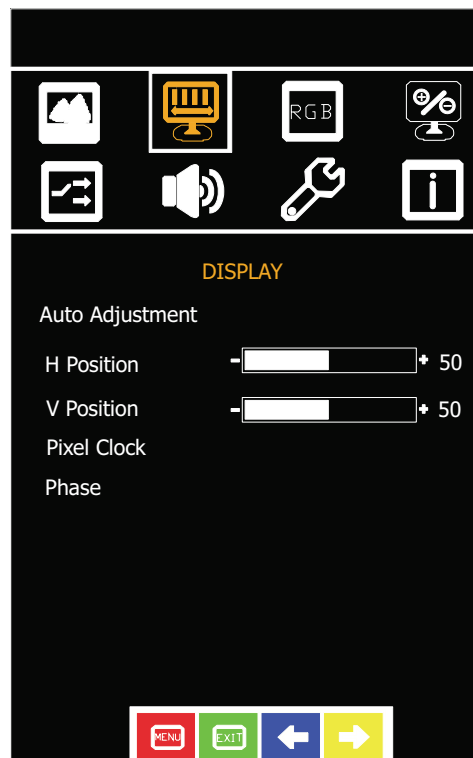 RGB
DISPLAY
Auto Adjustment
H Position - + 50
V Position - + 50
Pixel Clock
Phase
MENU EXIT